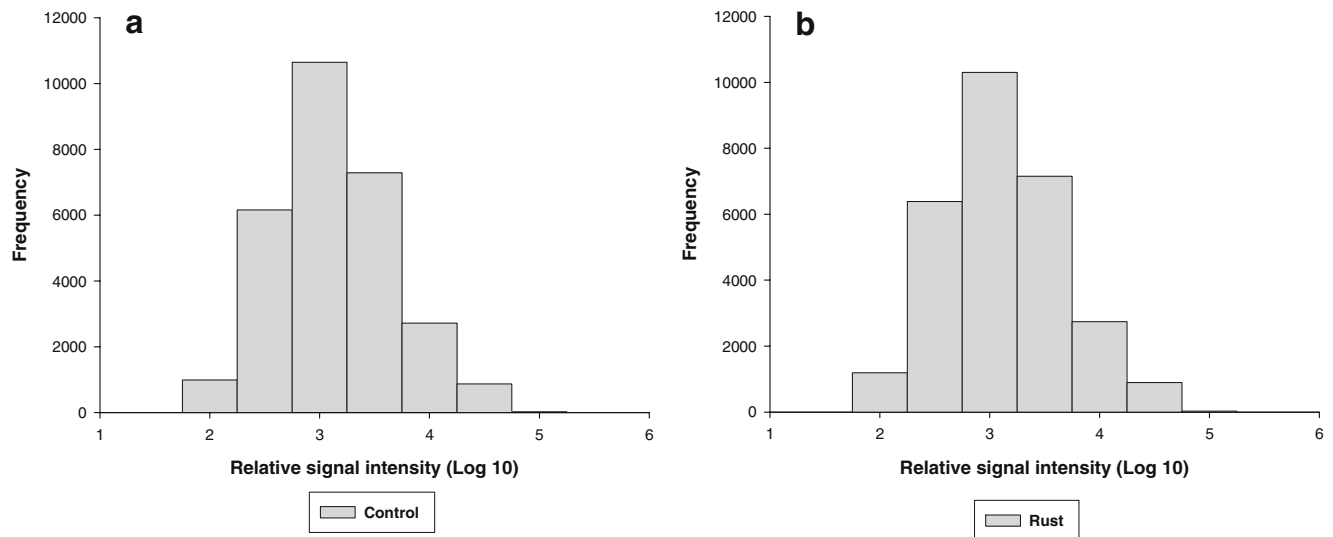 a
12000
10000
8000
6000
4000
2000
0
Frequency
1 2 3 4 5 6
Relative signal intensity (Log 10)
Control
b
12000
10000
8000
6000
4000
2000
0
Frequency
1 2 3 4 5 6
Relative signal intensity (Log 10)
Rust